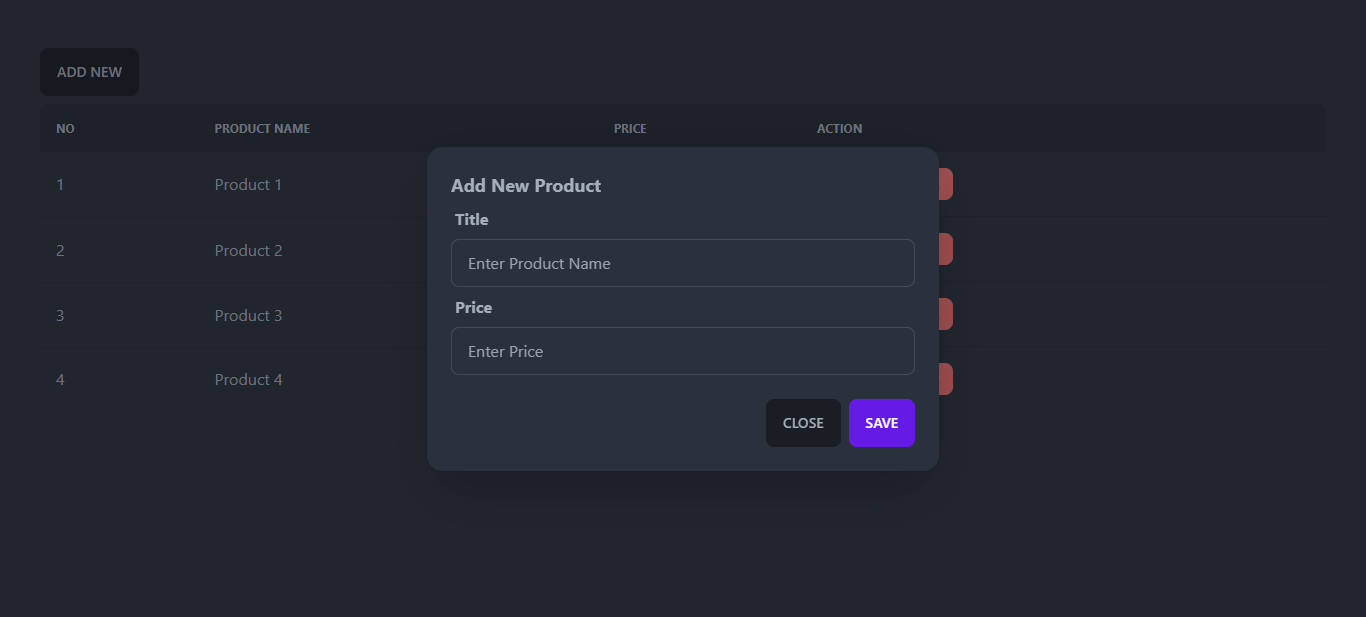 ADD NEW
NO PRODUCT NAME PRICE ACTION
1 Product 1
2 Product 2
3 Product 3
4 Product 4
Add New Product
Title
Enter Product Name
Price
Enter Price
CLOSE SAVE